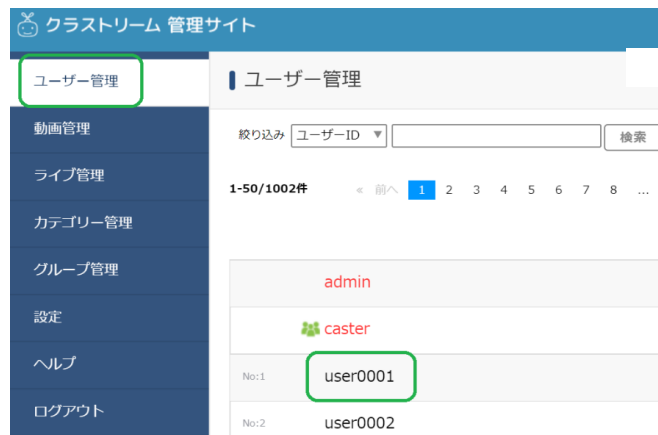 クラストリーム 管理サイト
ユーザー管理
動画管理
ライブ管理
カテゴリー管理
グループ管理
設定
ヘルプ
ログアウト
ユーザー管理
絞り込み ユーザーID ▼ 検索
1-50/1002件 « 前へ 1 2 3 4 5 6 7 8 ...
admin
caster
No:1 user0001
No:2 user0002